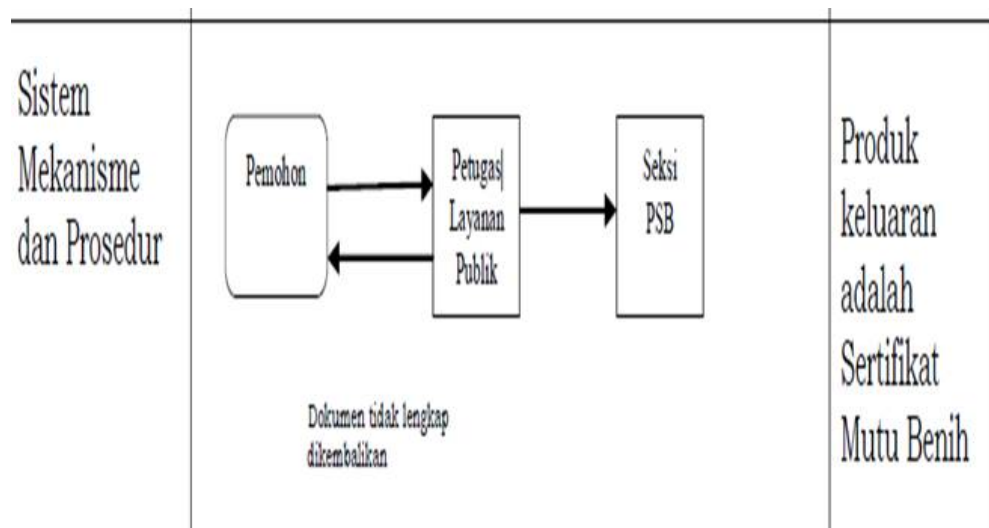 Sistem
Mekanisme
dan Prosedur
Pemohon
Petugas
Layanan
Publik
Seksi
PSB
Dokumen tidak lengkap
dikembalikan
Produk
keluaran
adalah
Sertifikat
Mutu Benih